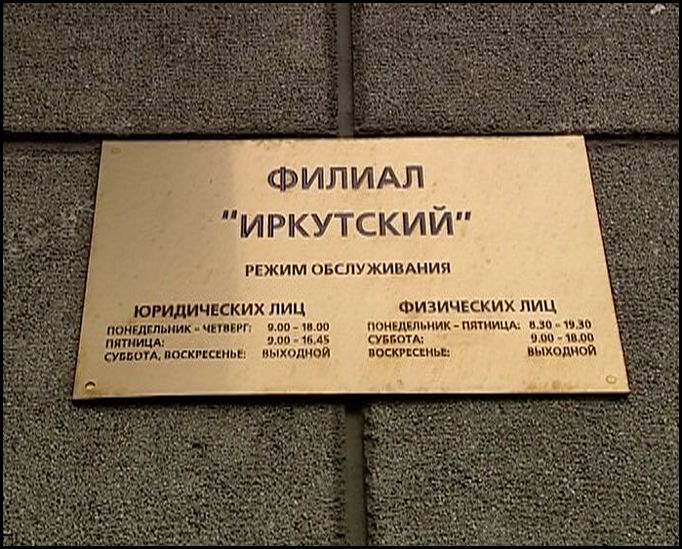 ФИЛИАЛ
"ИРКУТСКИЙ"
РЕЖИМ ОБСЛУЖИВАНИЯ
ЮРИДИЧЕСКИХ ЛИЦ
ПОНЕДЕЛЬНИК - ЧЕТВЕРГ: 9.00 - 18.00
ПЯТНИЦА: 9.00 - 16.45
СУББОТА, ВОСКРЕСЕНЬЕ: ВЫХОДНОЙ
ФИЗИЧЕСКИХ ЛИЦ
ПОНЕДЕЛЬНИК - ПЯТНИЦА: 8.30 - 19.30
СУББОТА: 9.00 - 18.00
ВОСКРЕСЕНЬЕ: ВЫХОДНОЙ